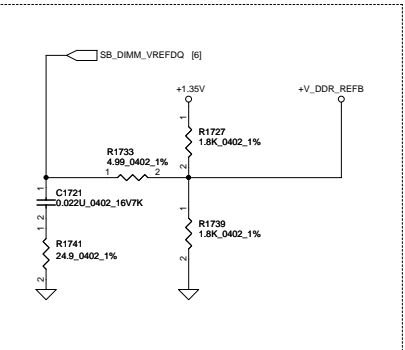 SB_DIMM_VREFDQ [6]
+1.35V
+V_DDR_REFB
1
R1727
1.8K_0402_1%
2
R1733
4.99_0402_1%
1 2
1
C1721
0.022U_0402_16V7K
2
1
R1739
1.8K_0402_1%
2
1
R1741
24.9_0402_1%
2